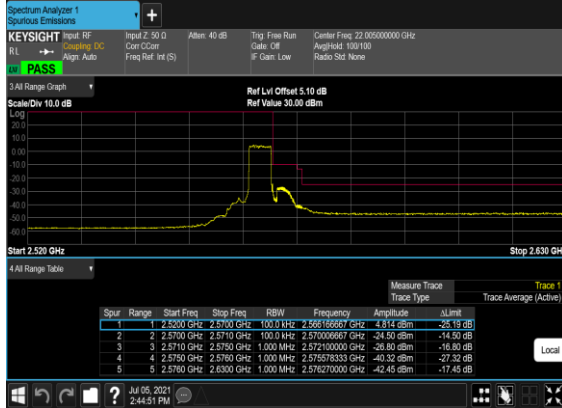 Spectrum Analyzer 1
Spurious Emissions
+
KEYSIGHT Input: RF Input Z: 50 Ω Atten: 40 dB Trig: Free Run Center Freq: 22.005000000 GHz
RL Coupling: DC Corr CCorr Gate: Off Avg|Hold: 100/100
Align: Auto Freq Ref: Int (S) IF Gain: Low Radio Std: None
PASS
3 All Range Graph
Ref Lvl Offset 5.10 dB
Scale/Div 10.0 dB Ref Value 30.00 dBm
Log
20.0
10.0
0.00
-10.0
-20.0
-30.0
-40.0
-50.0
-60.0
Start 2.520 GHz Stop 2.630 GHz
4 All Range Table
Measure Trace Trace 1
Trace Type Trace Average (Active)
Spur Range Start Freq Stop Freq RBW Frequency Amplitude ΔLimit
1 1 2.5200 GHz 2.5700 GHz 100.0 kHz 2.566166667 GHz 4.814 dBm -25.19 dB
2 2 2.5700 GHz 2.5710 GHz 100.0 kHz 2.570006667 GHz -24.50 dBm -14.50 dB
3 3 2.5710 GHz 2.5750 GHz 1.000 MHz 2.572100000 GHz -26.80 dBm -16.80 dB
4 4 2.5750 GHz 2.5760 GHz 1.000 MHz 2.575578333 GHz -40.32 dBm -27.32 dB
5 5 2.5760 GHz 2.6300 GHz 1.000 MHz 2.576270000 GHz -42.45 dBm -17.45 dB
Local
? Jul 05, 2021
2:44:51 PM